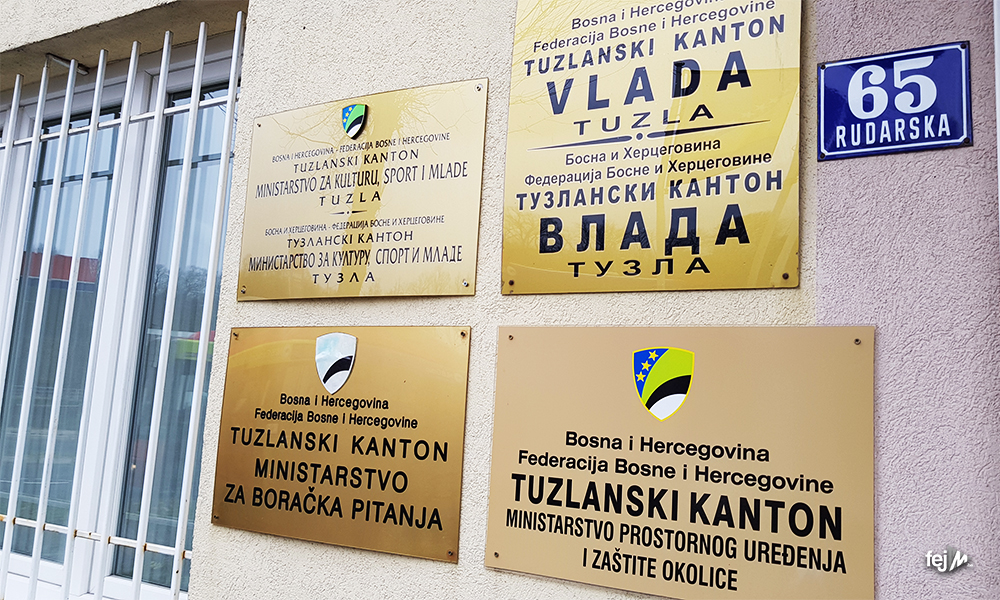 BOSNA I HERCEGOVINA - FEDERACIJA BOSNE I HERCEGOVINE
TUZLANSKI KANTON
MINISTARSTVO ZA KULTURU, SPORT I MLADE
TUZLA
БОСНА И ХЕРЦЕГОВИНА - ФЕДЕРАЦИЈА БОСНЕ И ХЕРЦЕГОВИНЕ
ТУЗЛАНСКИ КАНТОН
МИНИСТАРСТВО ЗА КУЛТУРУ, СПОРТ И МЛАДЕ
ТУЗЛА
Bosna i Hercegovina
Federacija Bosne i Hercegovine
TUZLANSKI KANTON
VLADA
TUZLA
Босна и Херцеговина
Федерација Босне и Херцеговине
ТУЗЛАНСКИ КАНТОН
ВЛАДА
ТУЗЛА
65
RUDARSKA
Bosna i Hercegovina
Federacija Bosne i Hercegovine
TUZLANSKI KANTON
MINISTARSTVO
ZA BORAČKA PITANJA
Bosna i Hercegovina
Federacija Bosne i Hercegovine
TUZLANSKI KANTON
MINISTARSTVO PROSTORNOG UREĐENJA
I ZAŠTITE OKOLICE
fej M.